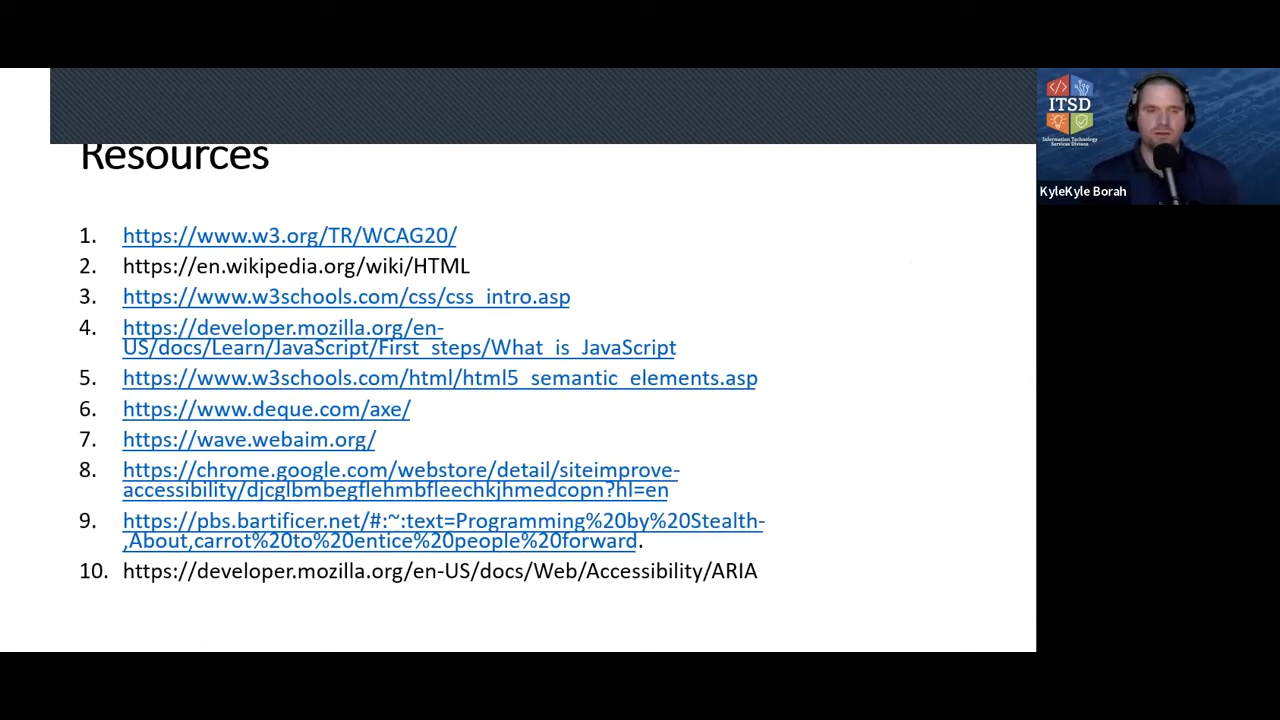 Resources
1. https://www.w3.org/TR/WCAG20/
2. https://en.wikipedia.org/wiki/HTML
3. https://www.w3schools.com/css/css_intro.asp
4. https://developer.mozilla.org/en-
US/docs/Learn/JavaScript/First_steps/What_is_JavaScript
5. https://www.w3schools.com/html/html5_semantic_elements.asp
6. https://www.deque.com/axe/
7. https://wave.webaim.org/
8. https://chrome.google.com/webstore/detail/siteimprove-
accessibility/djcglbmbegflehmbfleechkjhmedcopn?hl=en
9. https://pbs.bartificer.net/#:~:text=Programming%20by%20Stealth-
,About,carrot%20to%20entice%20people%20forward.
10. https://developer.mozilla.org/en-US/docs/Web/Accessibility/ARIA
ITSD
Information Technology
Services Division
KyleKyle Borah